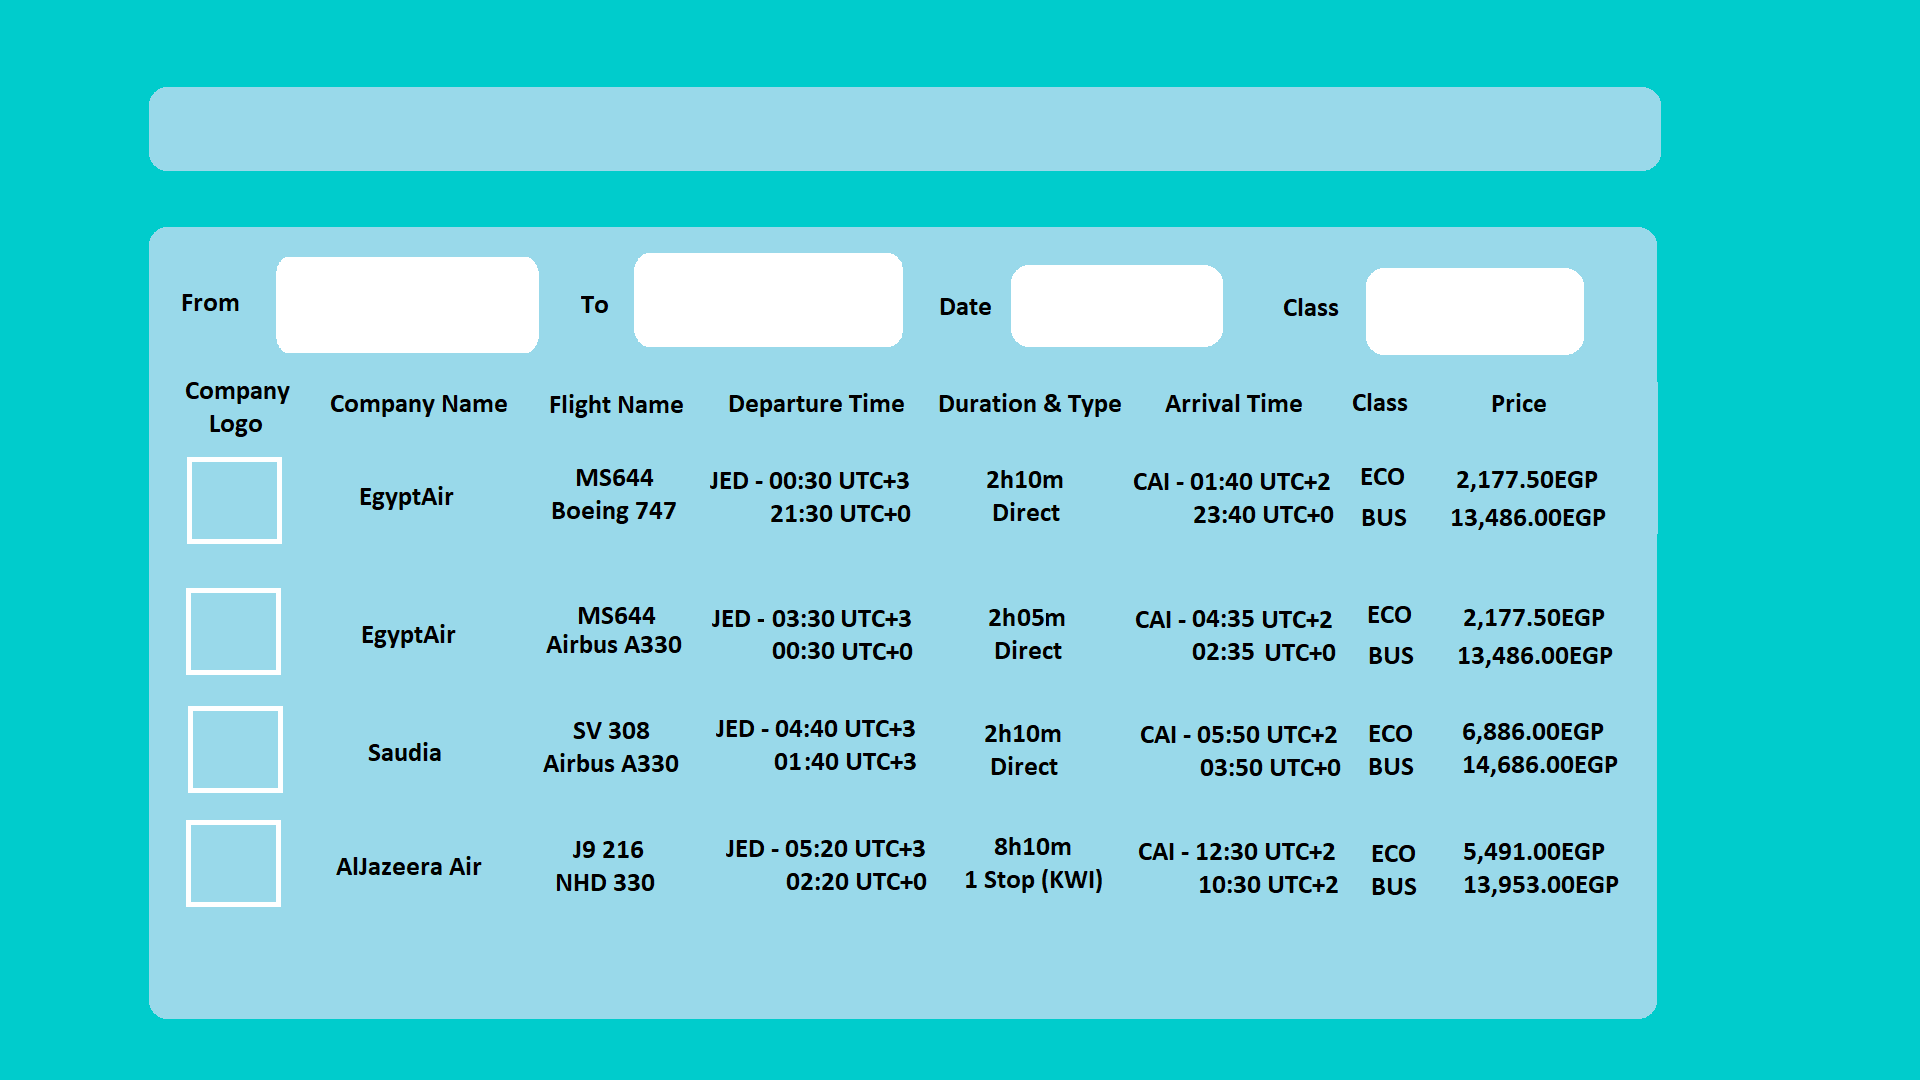 From To Date Class
Company Logo Company Name Flight Name Departure Time Duration & Type Arrival Time Class Price
EgyptAir MS644 JED - 00:30 UTC+3 2h10m CAI - 01:40 UTC+2 ECO 2,177.50EGP
Boeing 747 21:30 UTC+0 Direct 23:40 UTC+0 BUS 13,486.00EGP
EgyptAir MS644 JED - 03:30 UTC+3 2h05m CAI - 04:35 UTC+2 ECO 2,177.50EGP
Airbus A330 00:30 UTC+0 Direct 02:35 UTC+0 BUS 13,486.00EGP
Saudia SV 308 JED - 04:40 UTC+3 2h10m CAI - 05:50 UTC+2 ECO 6,886.00EGP
Airbus A330 01:40 UTC+3 Direct 03:50 UTC+0 BUS 14,686.00EGP
AlJazeera Air J9 216 JED - 05:20 UTC+3 8h10m CAI - 12:30 UTC+2 ECO 5,491.00EGP
NHD 330 02:20 UTC+0 1 Stop (KWI) 10:30 UTC+2 BUS 13,953.00EGP